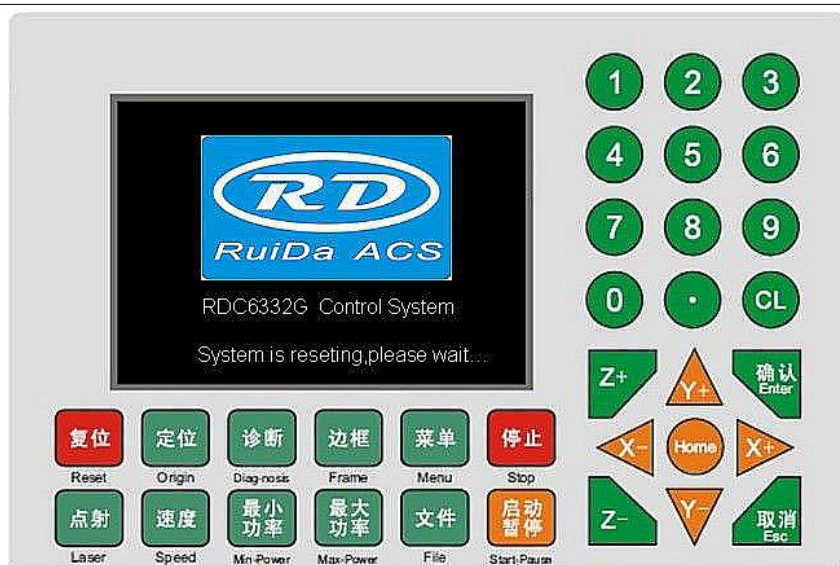 RD
RuiDa ACS
RDC6332G Control System
System is reseting,please wait...
1 2 3
4 5 6
7 8 9
0 · CL
Z+ Y+ 确认
Enter
X- Home X+
Z- Y- 取消
Esc
复位 定位 诊断 边框 菜单 停止
Reset Origin Diag-nosis Frame Menu Stop
点射 速度 最小 最大 文件 启动
功率 功率 暂停
Laser Speed Min-Power Max-Power File Start-Pause